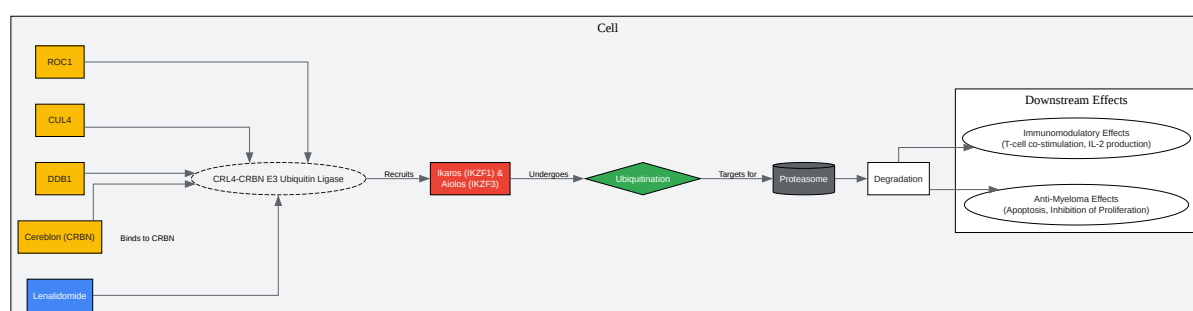 Cell
ROC1
CUL4
DDB1
Cereblon (CRBN)
Binds to CRBN
Lenalidomide
CRL4-CRBN E3 Ubiquitin Ligase
Recruits
Ikaros (IKZF1) &
Aiolos (IKZF3)
Undergoes
Ubiquitination
Targets for
Proteasome
Degradation
Downstream Effects
Immunomodulatory Effects
(T-cell co-stimulation, IL-2 production)
Anti-Myeloma Effects
(Apoptosis, Inhibition of Proliferation)